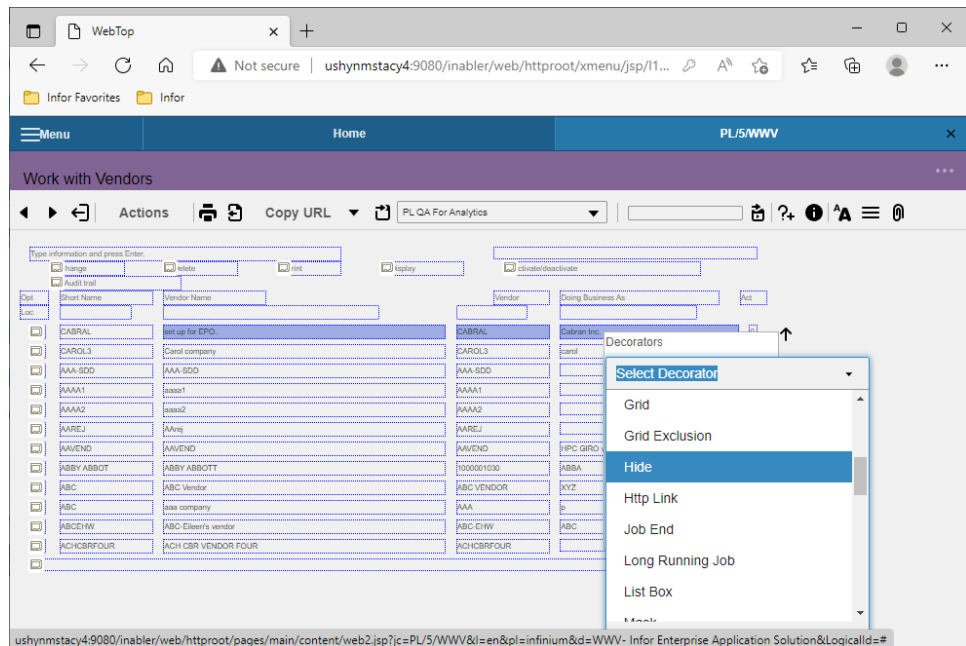 WebTop
Not secure ushynmstacy4:9080/inabler/web/httproot/xmenu/jsp/l1...
Infor Favorites Infor
Menu Home PL/5/WWV
Work with Vendors
Actions Copy URL PL QA For Analytics
Type information and press Enter.
hange elete rint isplay ctivate/deactivate
Audit trail
Opt Short Name Vendor Name Vendor Doing Business As Act
Loc
CABRAL set up for EPO.. CABRAL Cabran Inc.
CAROL3 Carol company CAROL3 carol
AAA-SDD AAA-SDD AAA-SDD
AAAA1 aaaa1 AAAA1
AAAA2 aaaa2 AAAA2
AAREJ AArej AAREJ
AAVEND AAVEND AAVEND HPC GIRO
ABBY ABBOT ABBY ABBOTT 1000001030 ABBA
ABC ABC Vendor ABC VENDOR XYZ
ABC aaa company AAA p
ABCEHW ABC-Eileen's vendor ABC-EHW ABC
ACHCBRFOUR ACH CBR VENDOR FOUR ACHCBRFOUR
Decorators
Select Decorator
Grid
Grid Exclusion
Hide
Http Link
Job End
Long Running Job
List Box
Mask
ushynmstacy4:9080/inabler/web/httproot/pages/main/content/web2.jsp?jc=PL/5/WWV&l=en&pl=infinium&d=WWV- Infor Enterprise Application Solution&LogicalId=#